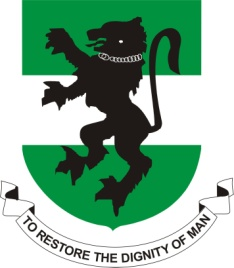 TO RESTORE THE DIGNITY OF MAN